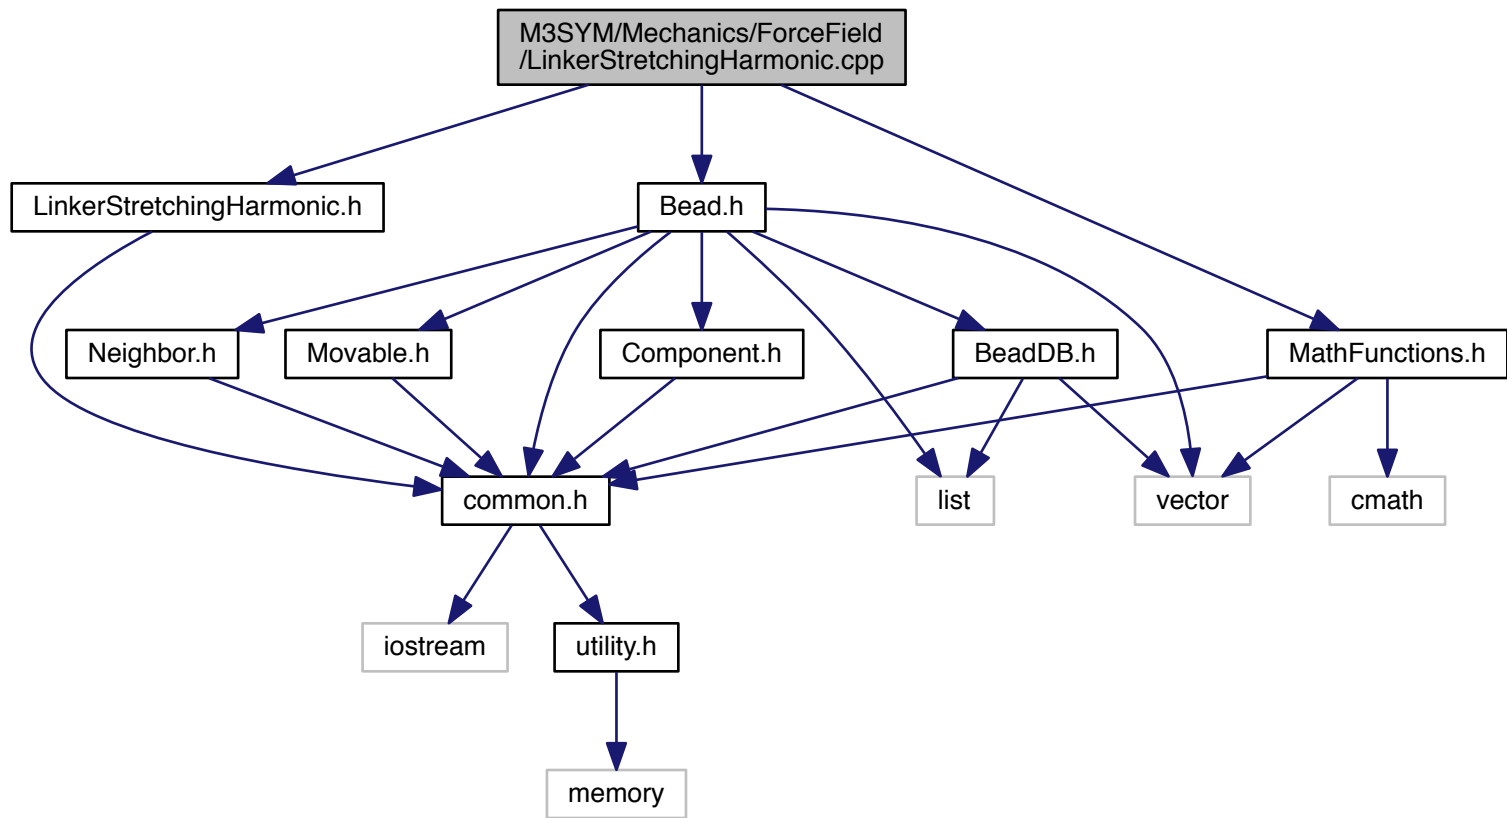 M3SYM/Mechanics/ForceField
/LinkerStretchingHarmonic.cpp
LinkerStretchingHarmonic.h
Bead.h
Neighbor.h
Movable.h
Component.h
BeadDB.h
MathFunctions.h
common.h
list
vector
cmath
iostream
utility.h
memory